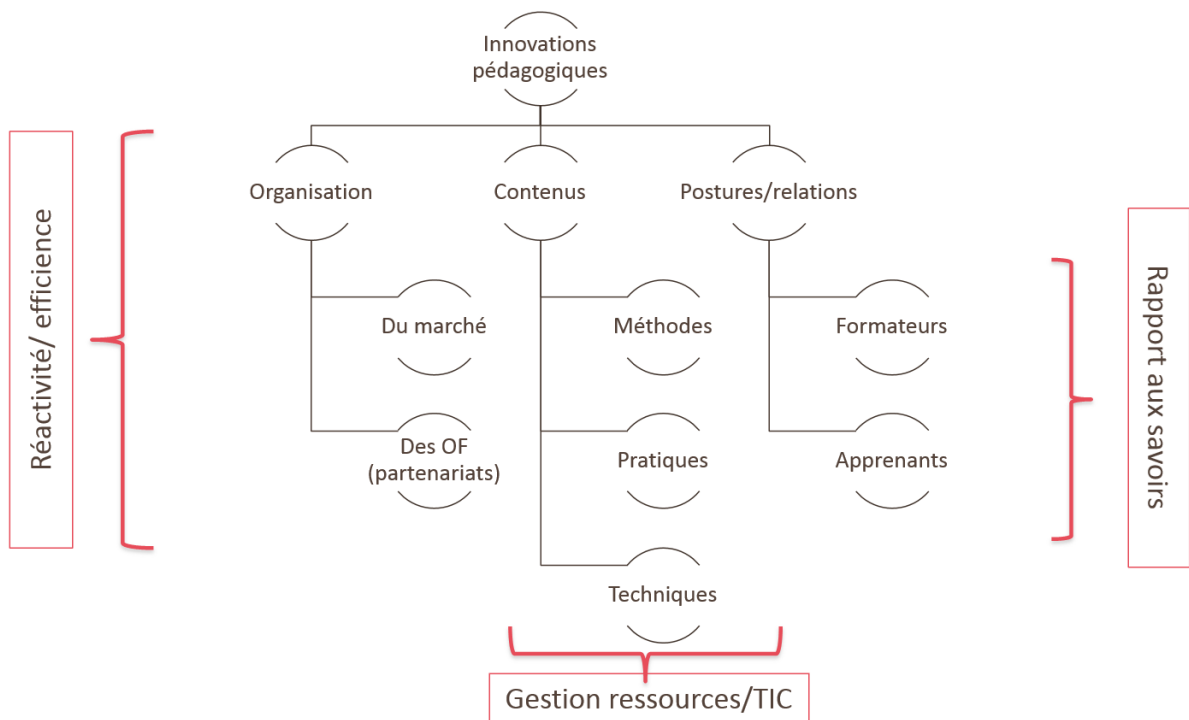 Innovations
pédagogiques
Organisation
Contenus
Postures/relations
Du marché
Méthodes
Formateurs
Des OF
(partenariats)
Pratiques
Apprenants
Techniques
Réactivité/ efficience
Rapport aux savoirs
Gestion ressources/TIC